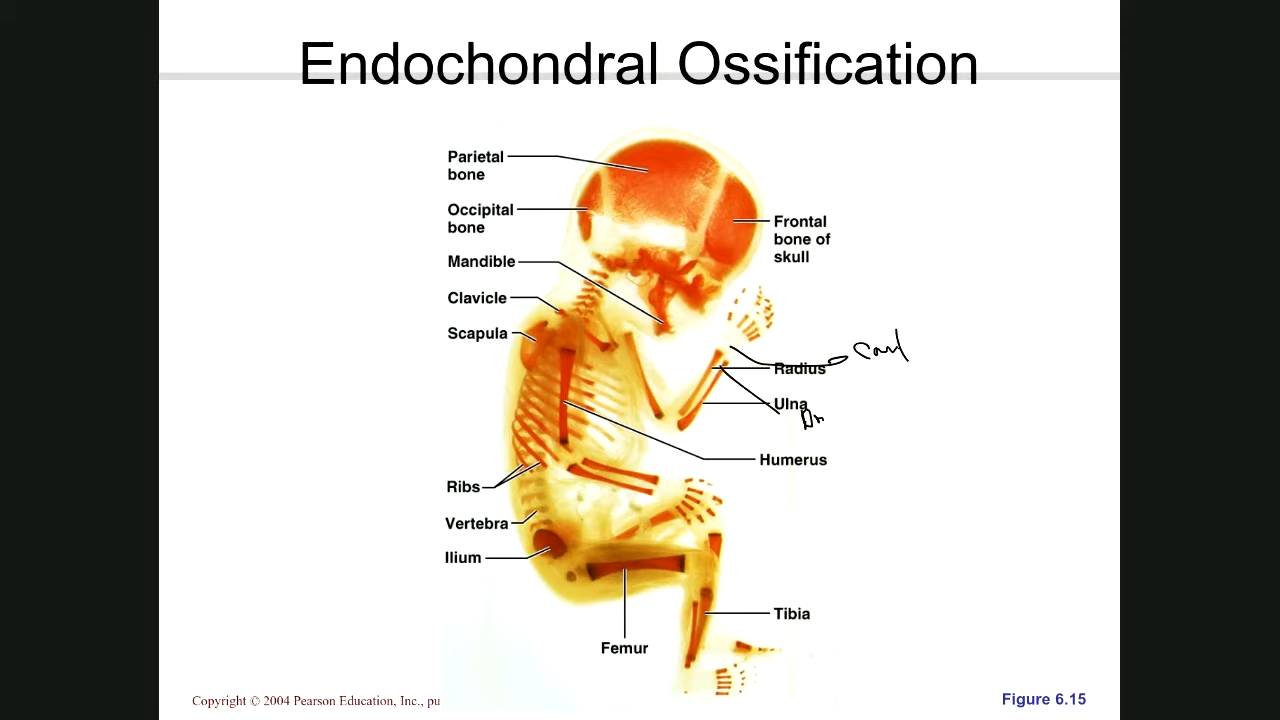 Endochondral Ossification
Parietal
bone
Occipital
bone
Mandible
Clavicle
Scapula
Frontal
bone of
skull
Radius
Ulna
Humerus
Ribs
Vertebra
Ilium
Tibia
Femur
Copyright © 2004 Pearson Education, Inc., pu
Figure 6.15